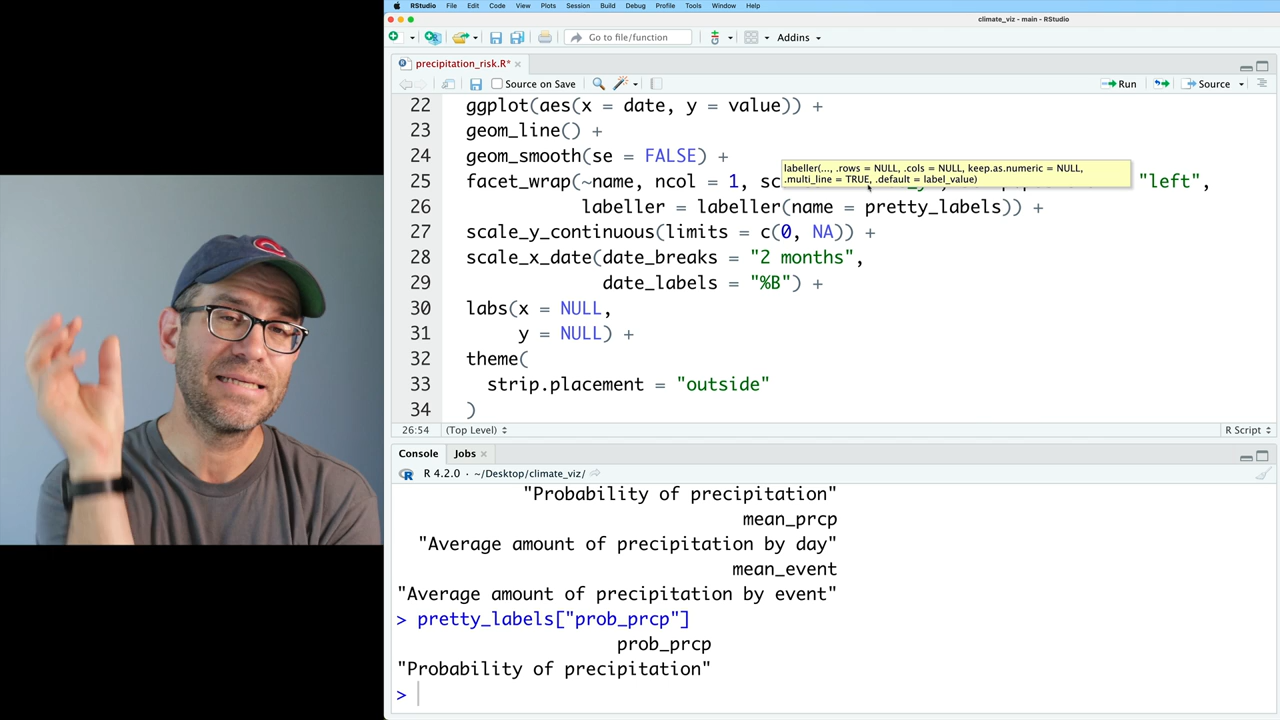 RStudio File Edit Code View Plots Session Build Debug Profile Tools Window Help
climate_viz - main - RStudio
Go to file/function Addins
precipitation_risk.R*
Source on Save Run Source
22 ggplot(aes(x = date, y = value)) +
23 geom_line() +
24 geom_smooth(se = FALSE) +
labeller(..., .rows = NULL, .cols = NULL, keep.as.numeric = NULL,
.multi_line = TRUE, .default = label_value)
25 facet_wrap(~name, ncol = 1, sc "left",
26 labeller = labeller(name = pretty_labels)) +
27 scale_y_continuous(limits = c(0, NA)) +
28 scale_x_date(date_breaks = "2 months",
29 date_labels = "%B") +
30 labs(x = NULL,
31 y = NULL) +
32 theme(
33 strip.placement = "outside"
34 )
26:54 (Top Level) R Script
Console Jobs
R 4.2.0 · ~/Desktop/climate_viz/
"Probability of precipitation"
mean_prcp
"Average amount of precipitation by day"
mean_event
"Average amount of precipitation by event"
> pretty_labels["prob_prcp"]
prob_prcp
"Probability of precipitation"
>